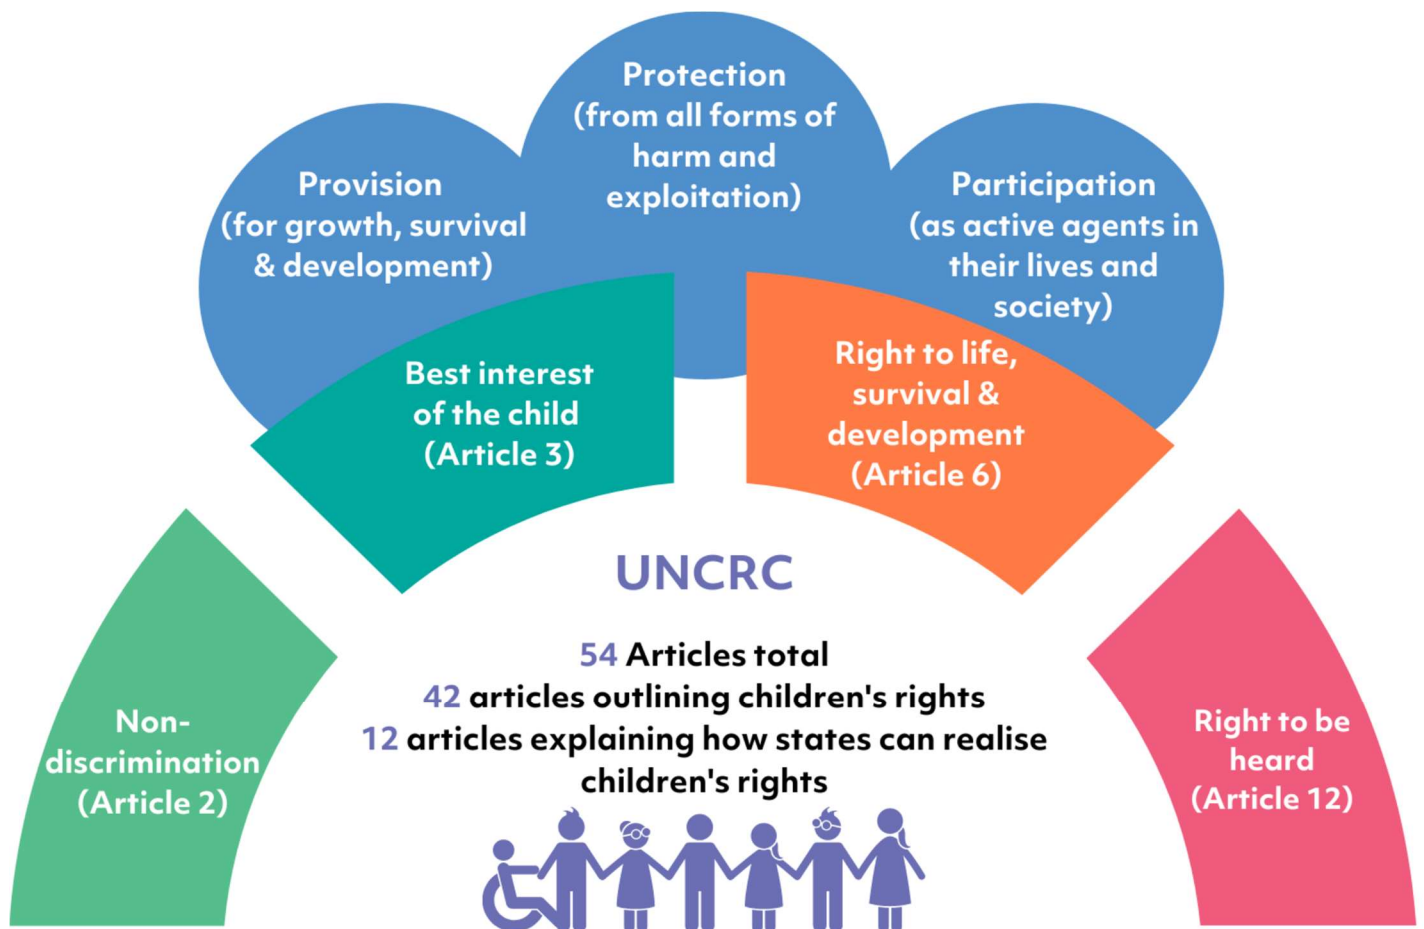 Protection
(from all forms of
harm and
exploitation)
Provision
(for growth, survival
& development)
Participation
(as active agents in
their lives and
society)
Best interest
of the child
(Article 3)
Right to life,
survival &
development
(Article 6)
Non-
discrimination
(Article 2)
Right to be
heard
(Article 12)
UNCRC
54 Articles total
42 articles outlining children's rights
12 articles explaining how states can realise
children's rights